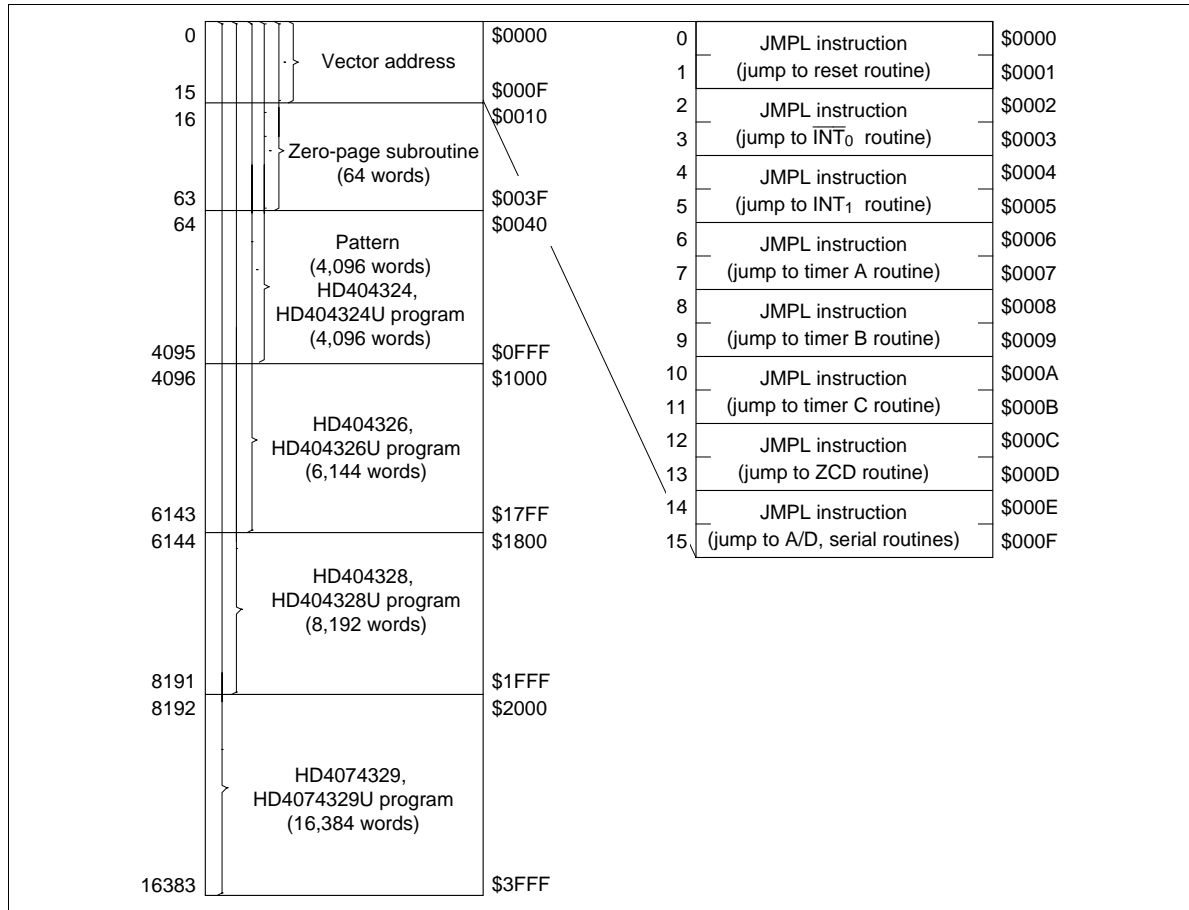 0 $0000
Vector address
15 $000F
16 $0010
Zero-page subroutine
(64 words)
63 $003F
64 $0040
Pattern
(4,096 words)
HD404324,
HD404324U program
(4,096 words)
4095 $0FFF
4096 $1000
HD404326,
HD404326U program
(6,144 words)
6143 $17FF
6144 $1800
HD404328,
HD404328U program
(8,192 words)
8191 $1FFF
8192 $2000
HD4074329,
HD4074329U program
(16,384 words)
16383 $3FFF
0 JMPL instruction $0000
1 (jump to reset routine) $0001
2 JMPL instruction $0002
3 (jump to I̅N̅T̅₀ routine) $0003
4 JMPL instruction $0004
5 (jump to INT₁ routine) $0005
6 JMPL instruction $0006
7 (jump to timer A routine) $0007
8 JMPL instruction $0008
9 (jump to timer B routine) $0009
10 JMPL instruction $000A
11 (jump to timer C routine) $000B
12 JMPL instruction $000C
13 (jump to ZCD routine) $000D
14 JMPL instruction $000E
15 (jump to A/D, serial routines) $000F